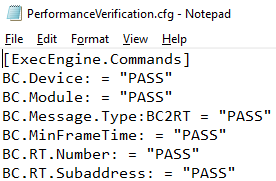 PerformanceVerification.cfg - Notepad
File Edit Format View Help
[ExecEngine.Commands]
BC.Device: = "PASS"
BC.Module: = "PASS"
BC.Message.Type:BC2RT = "PASS"
BC.MinFrameTime: = "PASS"
BC.RT.Number: = "PASS"
BC.RT.Subaddress: = "PASS"